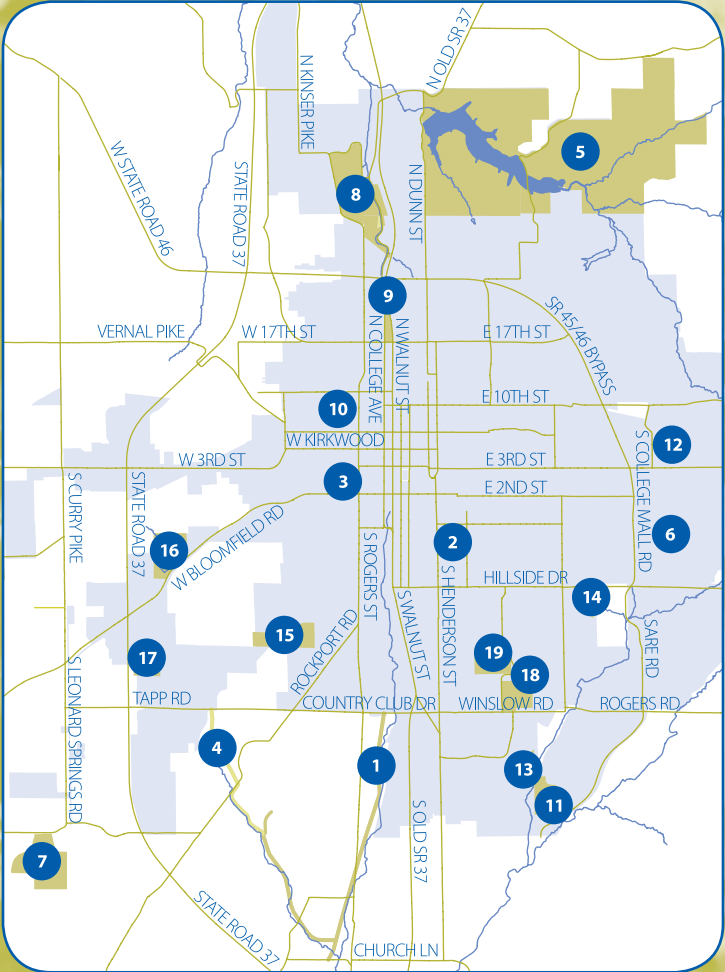 N OLD SR 37
N KINSER PIKE
W STATE ROAD 46
STATE ROAD 37
N DUNN ST
5
8
9
SR 45/46 BYPASS
VERNAL PIKE
W 17TH ST
N COLLEGE AVE
N WALNUT ST
E 17TH ST
E 10TH ST
10
W KIRKWOOD
S COLLEGE MALL RD
12
W 3RD ST
E 3RD ST
3
E 2ND ST
S CURRY PIKE
STATE ROAD 37
16
W BLOOMFIELD RD
S ROGERS ST
2
6
HILLSIDE DR
S HENDERSON ST
14
S WALNUT ST
15
ROCKPORT RD
SARE RD
17
19
18
S LEONARD SPRINGS RD
TAPP RD
COUNTRY CLUB DR
WINSLOW RD
ROGERS RD
4
1
13
11
S OLD SR 37
7
STATE ROAD 37
CHURCH LN